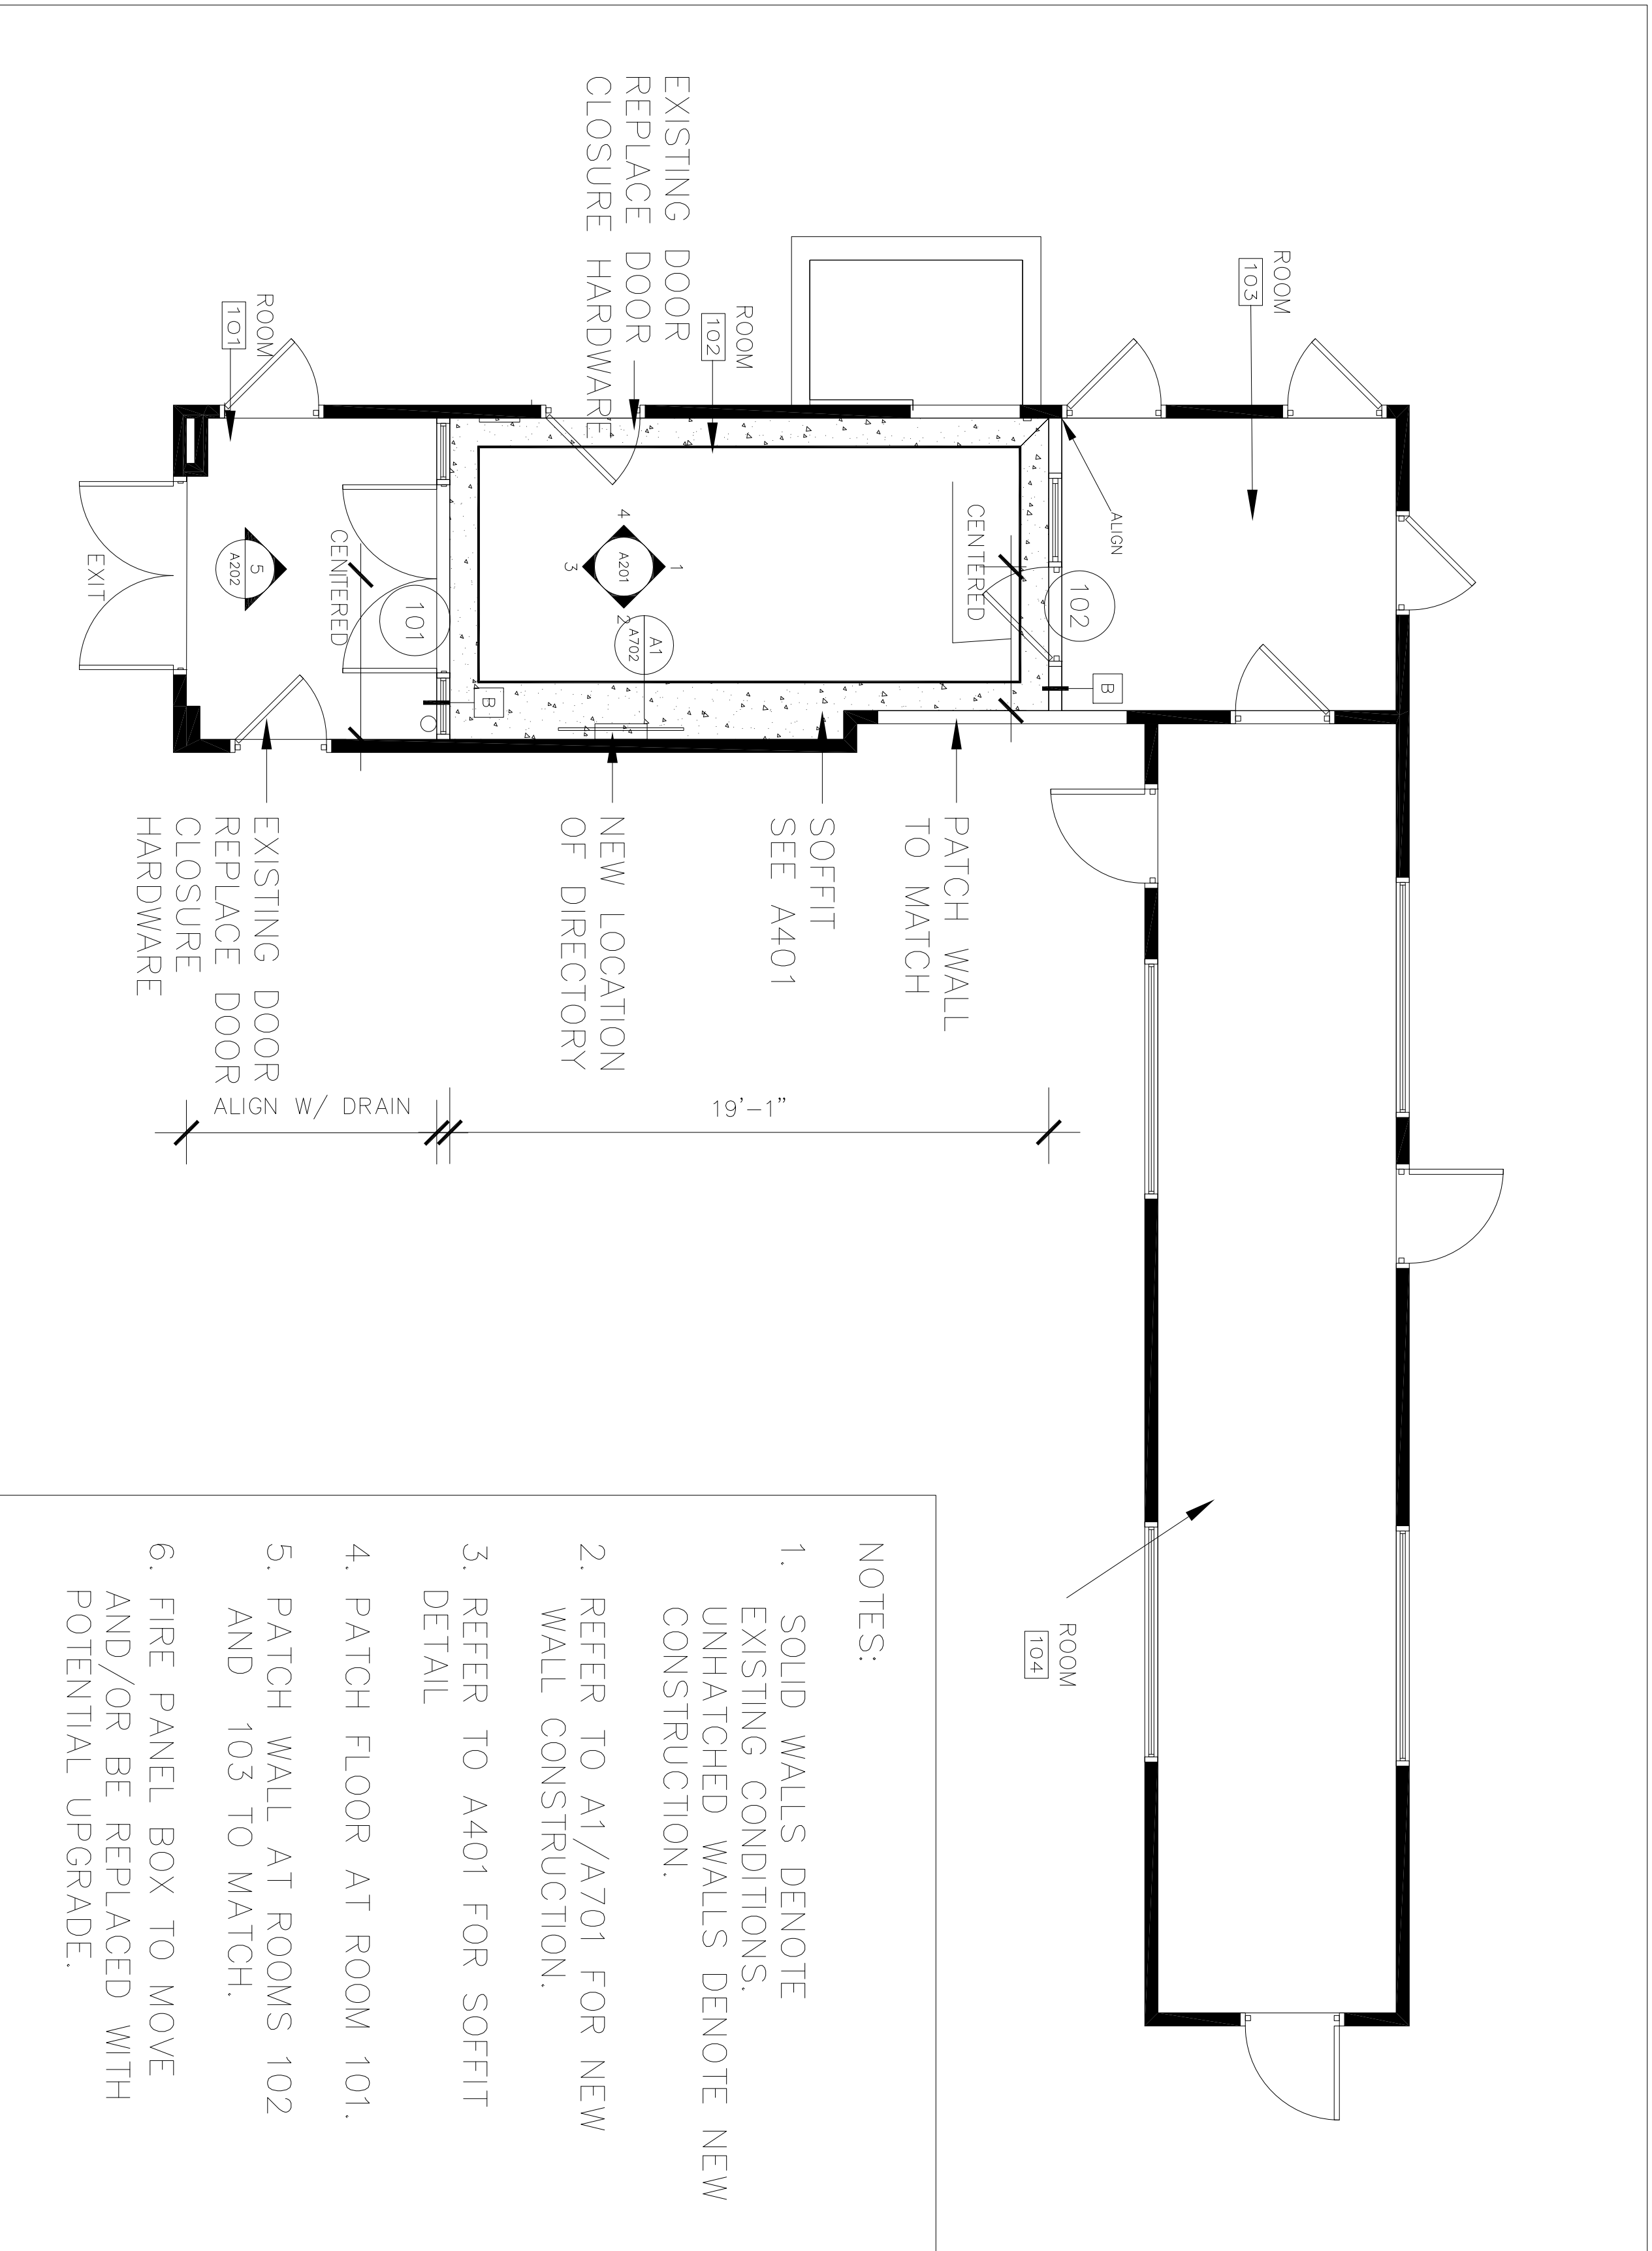 ROOM
103
ROOM
102
ROOM
101
EXISTING DOOR
REPLACE DOOR
CLOSURE HARDWARE
ALIGN
CENTERED
102
B
4
A201
1
3
2
A1
A702
5
A202
CENTERED
101
B
EXIT
PATCH WALL
TO MATCH
SOFFIT
SEE A401
NEW LOCATION
OF DIRECTORY
EXISTING DOOR
REPLACE DOOR
CLOSURE
HARDWARE
19'-1"
ALIGN W/ DRAIN
ROOM
104
NOTES:
1. SOLID WALLS DENOTE
EXISTING CONDITIONS.
UNHATCHED WALLS DENOTE NEW
CONSTRUCTION.
2. REFER TO A1/A701 FOR NEW
WALL CONSTRUCTION.
3. REFER TO A401 FOR SOFFIT
DETAIL
4. PATCH FLOOR AT ROOM 101.
5. PATCH WALL AT ROOMS 102
AND 103 TO MATCH.
6. FIRE PANEL BOX TO MOVE
AND/OR BE REPLACED WITH
POTENTIAL UPGRADE.